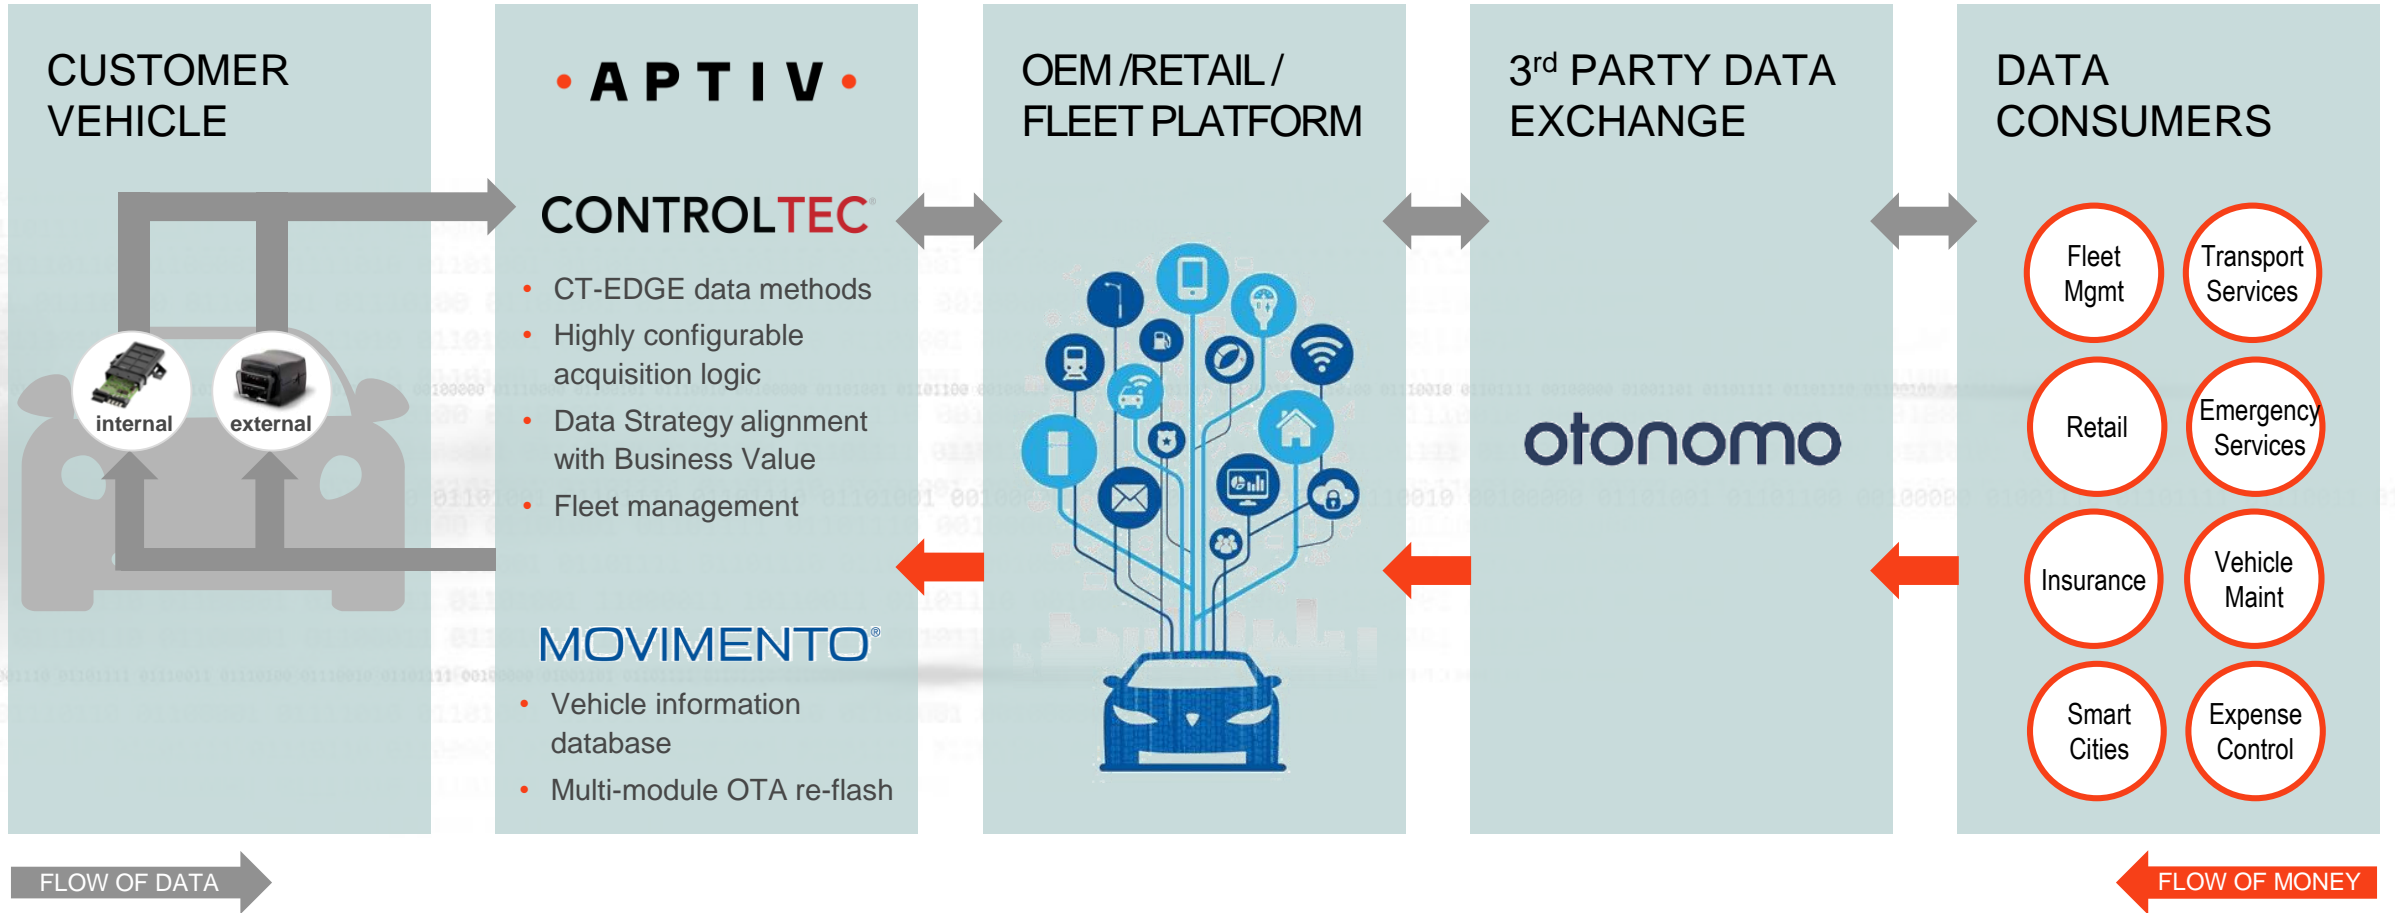 CUSTOMER
VEHICLE
internal
external
• APTIV •
CONTROLTEC®
• CT-EDGE data methods
• Highly configurable
acquisition logic
• Data Strategy alignment
with Business Value
• Fleet management
MOVIMENTO®
• Vehicle information
database
• Multi-module OTA re-flash
OEM /RETAIL /
FLEET PLATFORM
3rd PARTY DATA
EXCHANGE
otonomo
DATA
CONSUMERS
Fleet
Mgmt
Transport
Services
Retail
Emergency
Services
Insurance
Vehicle
Maint
Smart
Cities
Expense
Control
FLOW OF DATA
FLOW OF MONEY